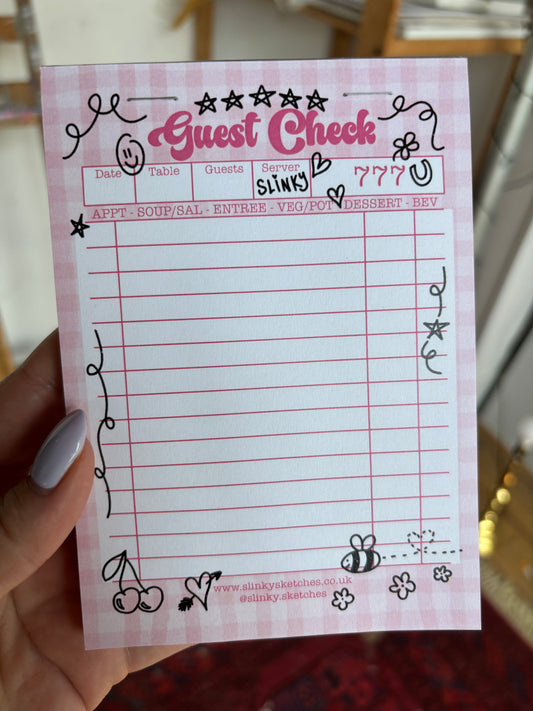 Guest Check
Date Table Guests Server 777
SLINKY
APPT - SOUP/SAL - ENTREE - VEG/POT - DESSERT - BEV
www.slinkysketches.co.uk
@slinky.sketches